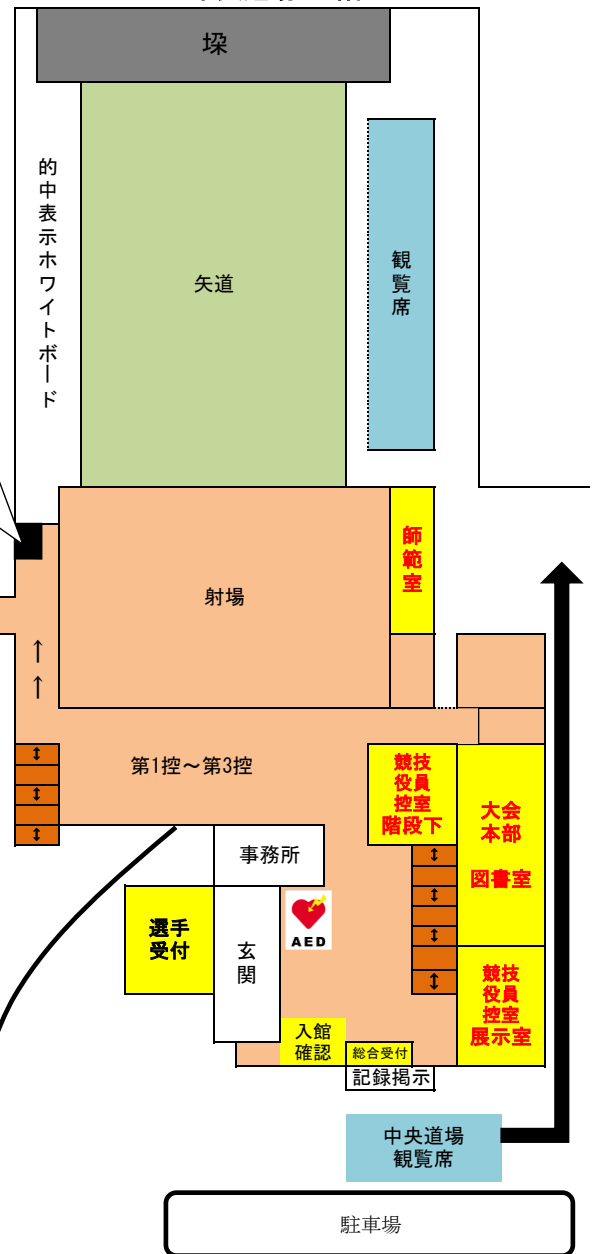 垜
的中表示ホワイトボード
矢道
観覧席
師範室
射場
↑
↑
第1控～第3控
競技
役員
控室
階段下
大会
本部
図書室
事務所
選手
受付
玄関
AED
競技
役員
控室
展示室
入館
確認
総合受付
記録掲示
中央道場
観覧席
駐車場